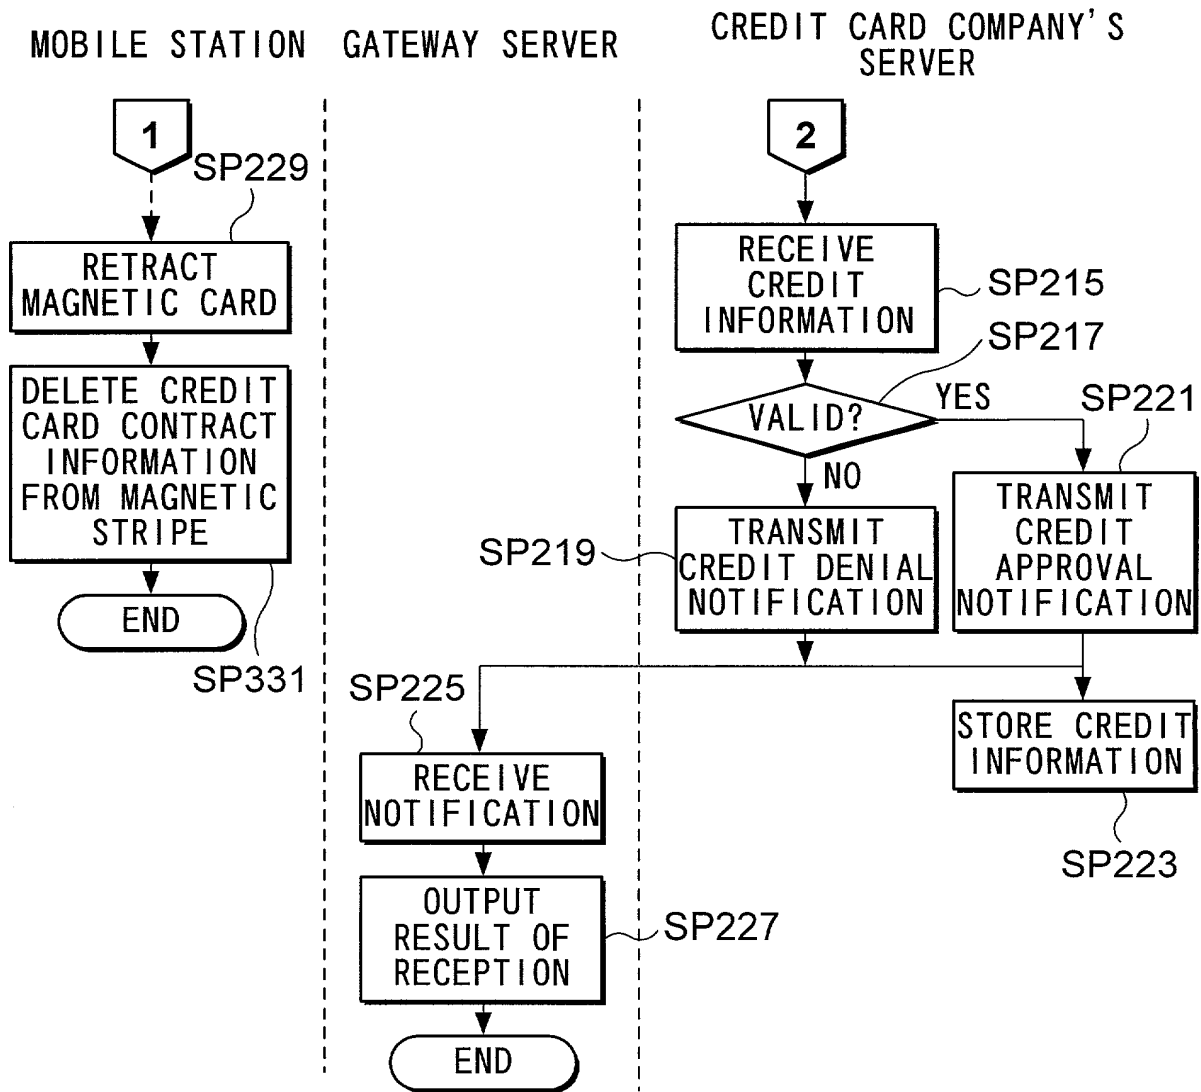 MOBILE STATION
GATEWAY SERVER
CREDIT CARD COMPANY'S
SERVER
1
SP229
RETRACT
MAGNETIC CARD
DELETE CREDIT
CARD CONTRACT
INFORMATION
FROM MAGNETIC
STRIPE
END
SP331
2
RECEIVE
CREDIT
INFORMATION
SP215
SP217
VALID?
YES
SP221
NO
TRANSMIT
CREDIT DENIAL
NOTIFICATION
SP219
TRANSMIT
CREDIT
APPROVAL
NOTIFICATION
STORE CREDIT
INFORMATION
SP223
SP225
RECEIVE
NOTIFICATION
OUTPUT
RESULT OF
RECEPTION
SP227
END